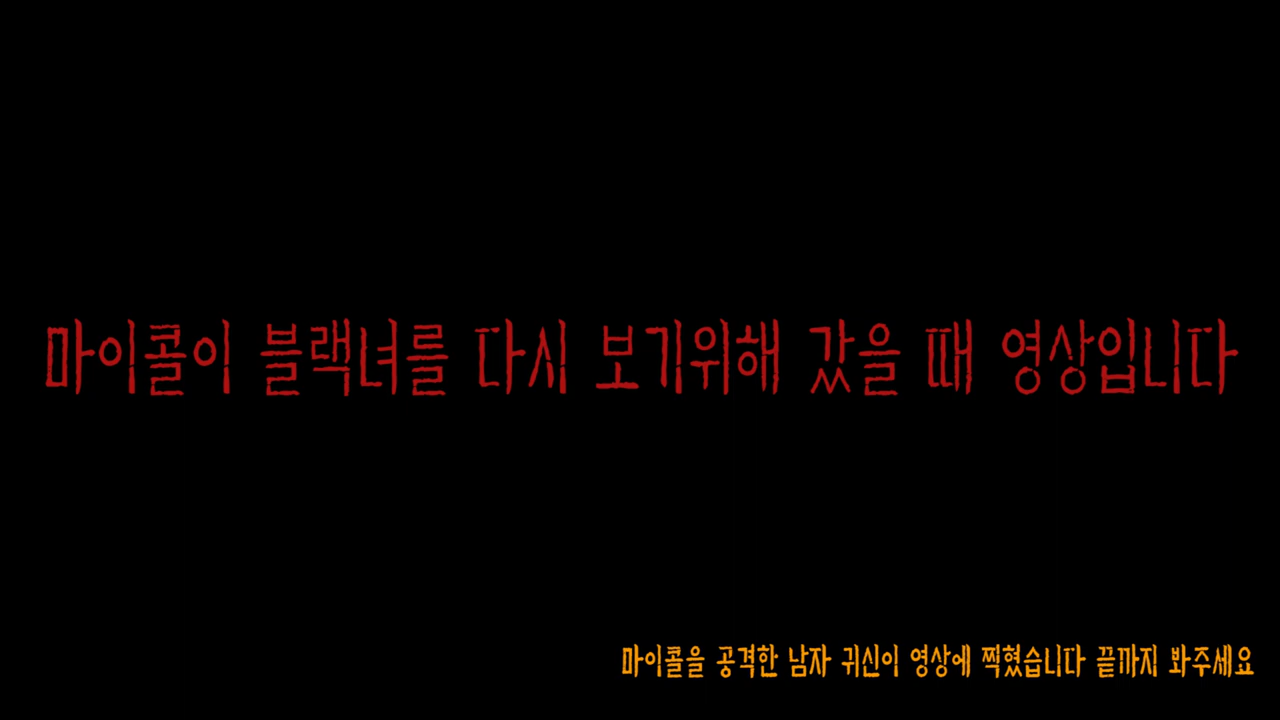 마이콜이 블랙녀를 다시 보기위해 갔을 때 영상입니다
마이콜을 공격한 남자 귀신이 영상에 찍혔습니다 끝까지 봐주세요